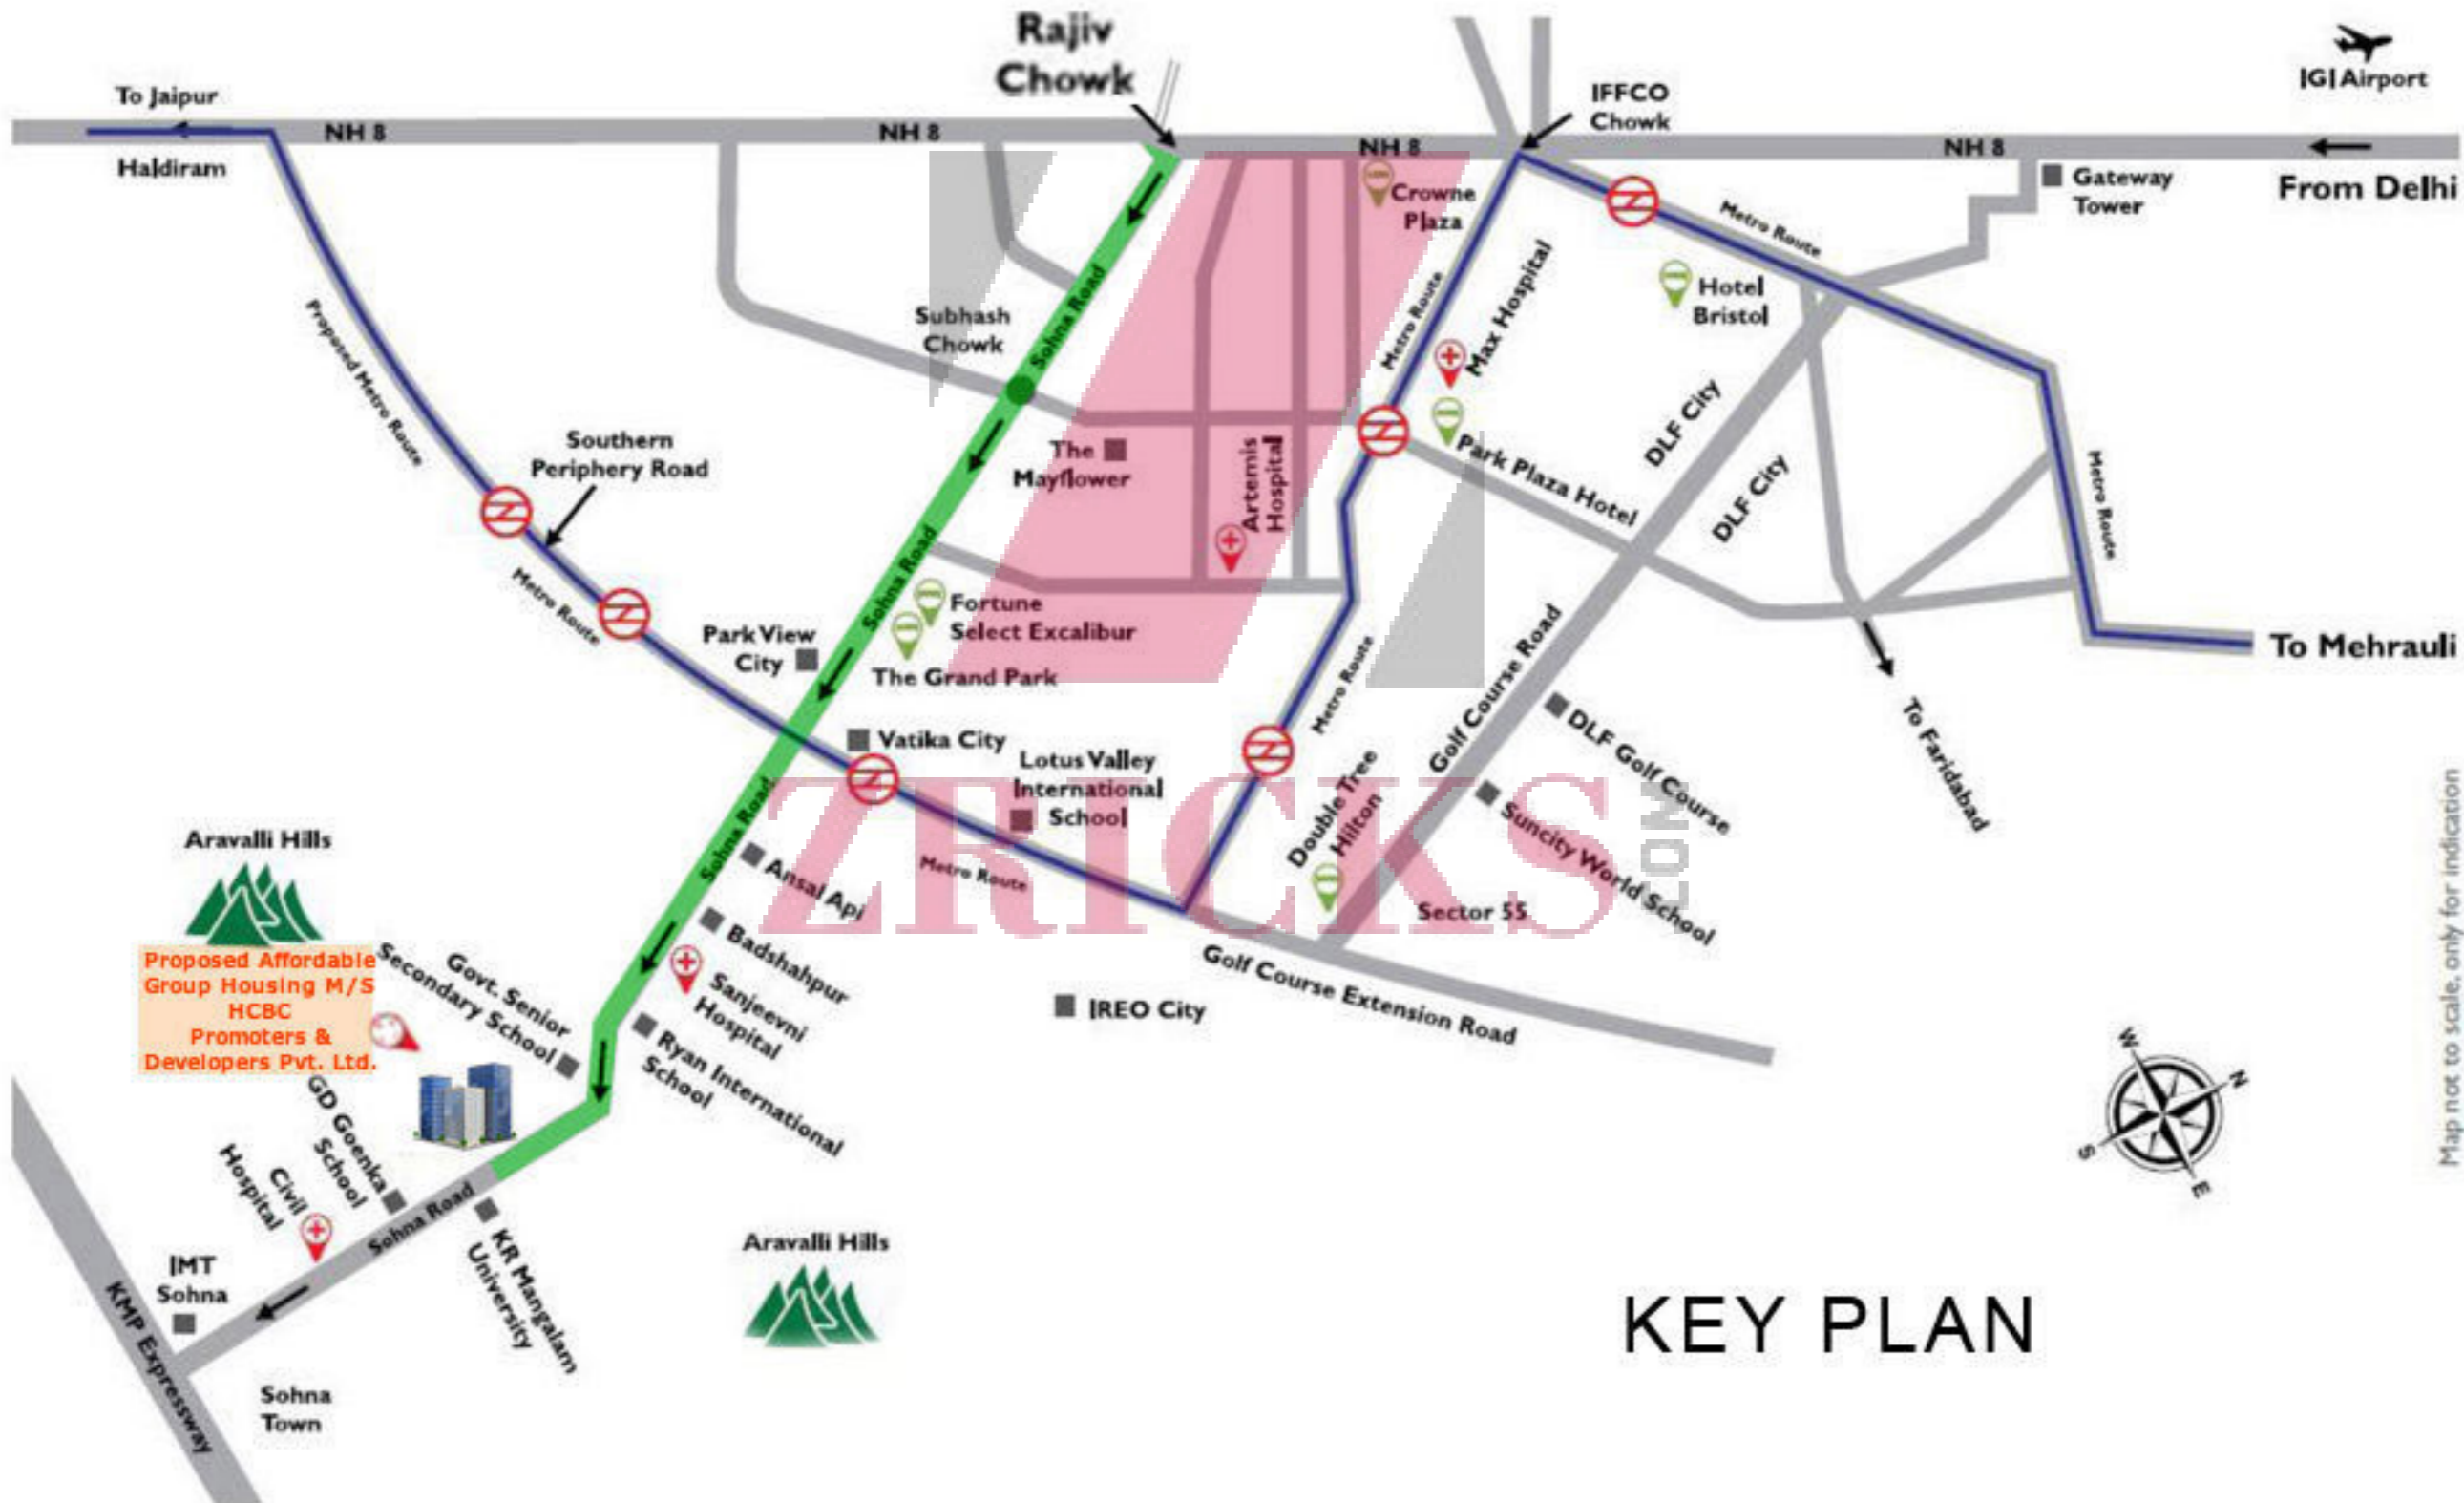 Rajiv
Chowk
To Jaipur
Haldiram
NH 8
NH 8
NH 8
NH 8
IFFCO
Chowk
IGI Airport
From Delhi
Gateway
Tower
Crowne
Plaza
Metro Route
Hotel
Bristol
Max Hospital
Metro Route
Sohna Road
Subhash
Chowk
Proposed Metro Route
Southern
Periphery Road
The
Mayflower
Artemis
Hospital
Park Plaza Hotel
DLF City
DLF City
Metro Route
Metro Route
Sohna Road
Fortune
Select Excalibur
The Grand Park
Park View
City
To Mehrauli
To Faridabad
Metro Route
Golf Course Road
DLF Golf Course
Suncity World School
Double Tree
Hilton
Sector 55
Vatika City
Lotus Valley
International
School
Sohna Road
Metro Route
Ansal Api
Badshahpur
Sanjeevni
Hospital
Ryan International
School
Govt. Senior
Secondary School
IREO City
Golf Course Extension Road
Aravalli Hills
Proposed Affordable
Group Housing M/S
HCBC
Promoters &
Developers Pvt. Ltd.
GD Goenka
School
Civil
Hospital
Sohna Road
KR Mangalam
University
IMT
Sohna
KMP Expressway
Sohna
Town
Aravalli Hills
W
N
S
E
KEY PLAN
Map not to scale, only for indication
ZRICKS
.COM